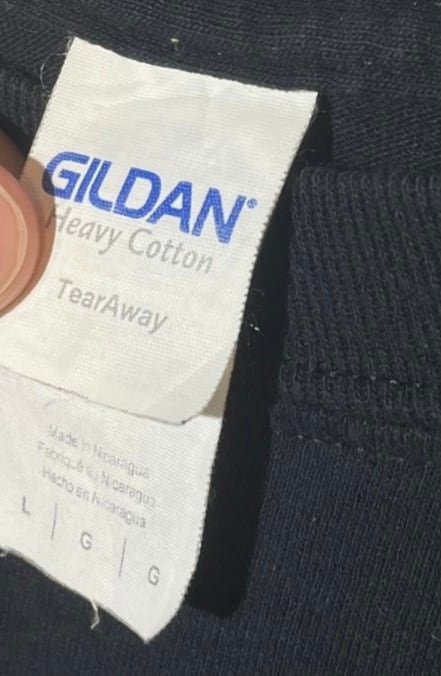 GILDAN®
Heavy Cotton
TearAway
Made in Nicaragua
Fabriqué au Nicaragua
Hecho en Nicaragua
L | G | G